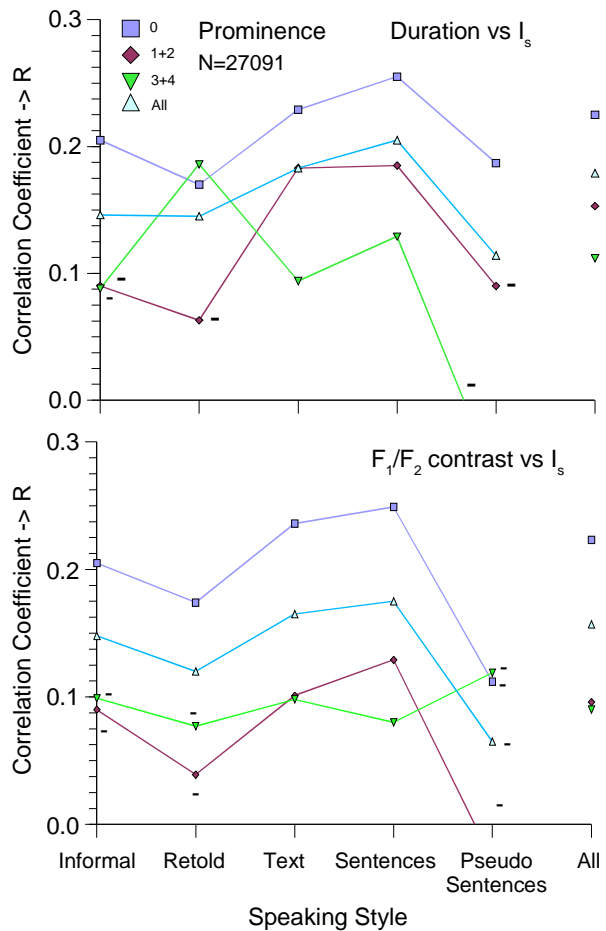 0.3
0
Prominence
Duration vs Is
1+2
N=27091
3+4
All
0.2
0.1
0.0
Correlation Coefficient -> R
0.3
F1/F2 contrast vs Is
0.2
0.1
0.0
Correlation Coefficient -> R
Informal Retold Text Sentences Pseudo Sentences All
Speaking Style